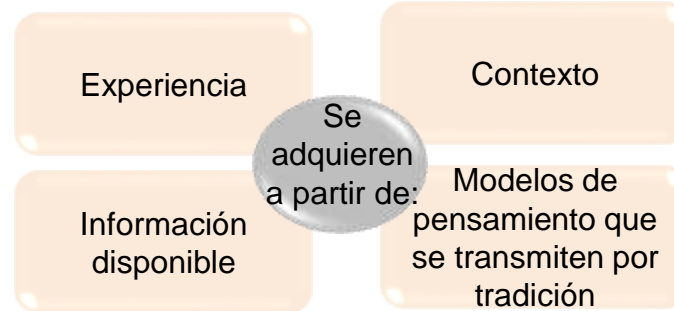 Experiencia
Contexto
Se
adquieren
a partir de:
Información
disponible
Modelos de
pensamiento que
se transmiten por
tradición